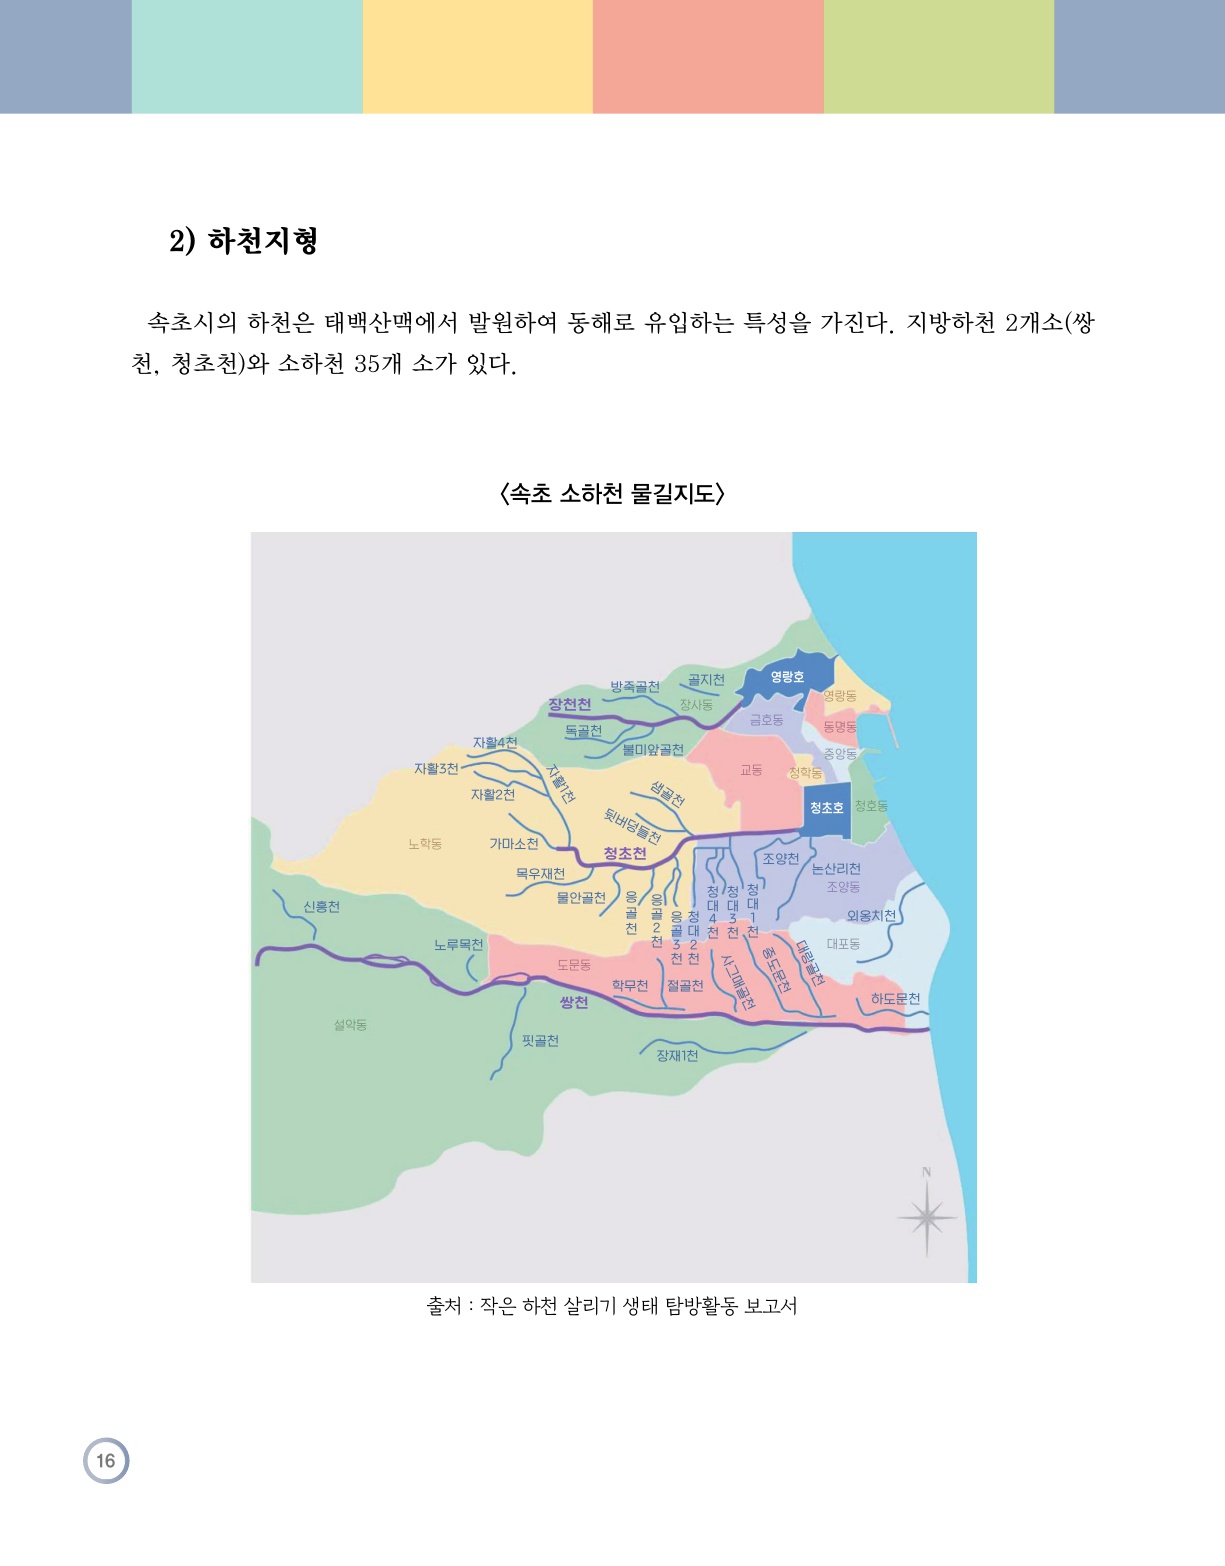 2) 하천지형
속초시의 하천은 태백산맥에서 발원하여 동해로 유입하는 특성을 가진다. 지방하천 2개소(쌍
천, 청초천)와 소하천 35개 소가 있다.
〈속초 소하천 물길지도〉
영랑호
골지천
방축골천
영랑동
장천천
장사동
금호동
동명동
독골천
자활4천
불미앞골천
중앙동
자활3천
교동
청학동
자활1천
자활2천
샘골천
청초호
청호동
뒷버덩들천
노학동
가마소천
청초천
조양천
논산리천
목우재천
조양동
물안골천
응골천
응골2천
응골3천
청대2천
청대4천
청대3천
청대1천
신흥천
외옹치천
노루목천
대포동
도문동
학무천
절골천
사그매골천
중도문천
대랑골천
쌍천
하도문천
설악동
핏골천
장재1천
N
출처 : 작은 하천 살리기 생태 탐방활동 보고서
16